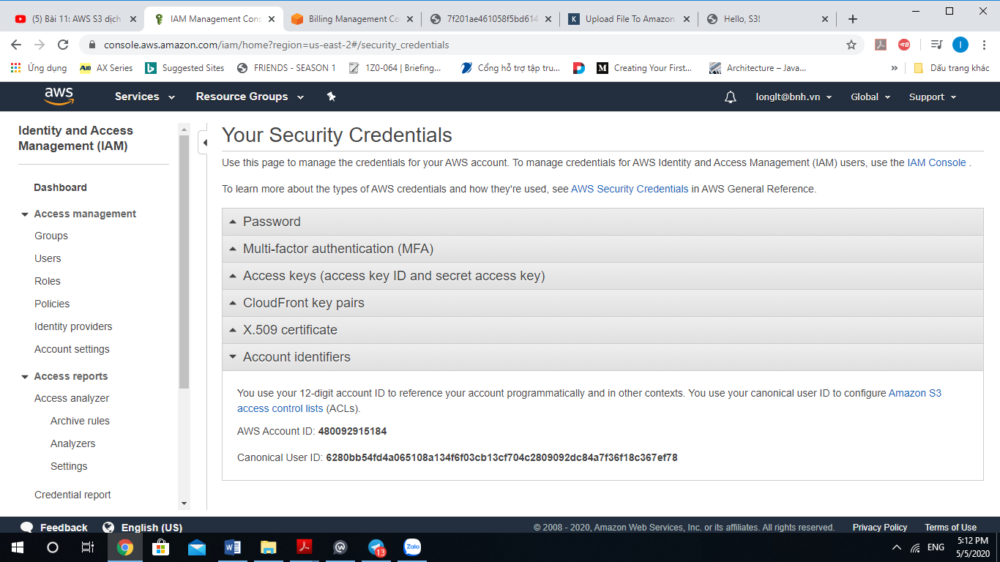 (5) Bài 11: AWS S3 dịch
IAM Management Cons
Billing Management Co
7f201ae461058f5bd614
Upload File To Amazon
Hello, S3!
console.aws.amazon.com/iam/home?region=us-east-2#/security_credentials
Ứng dụng
AX Series
Suggested Sites
FRIENDS - SEASON 1
1Z0-064 | Briefing...
Cổng hỗ trợ tập tru...
Creating Your First...
Architecture – Java...
»
Dấu trang khác
aws
Services
Resource Groups
longlt@bnh.vn
Global
Support
Identity and Access
Management (IAM)
Dashboard
Access management
Groups
Users
Roles
Policies
Identity providers
Account settings
Access reports
Access analyzer
Archive rules
Analyzers
Settings
Credential report
Your Security Credentials
Use this page to manage the credentials for your AWS account. To manage credentials for AWS Identity and Access Management (IAM) users, use the IAM Console .
To learn more about the types of AWS credentials and how they're used, see AWS Security Credentials in AWS General Reference.
Password
Multi-factor authentication (MFA)
Access keys (access key ID and secret access key)
CloudFront key pairs
X.509 certificate
Account identifiers
You use your 12-digit account ID to reference your account programmatically and in other contexts. You use your canonical user ID to configure Amazon S3
access control lists (ACLs).
AWS Account ID: 480092915184
Canonical User ID: 6280bb54fd4a065108a134f6f03cb13cf704c2809092dc84a7f36f18c367ef78
Feedback
English (US)
© 2008 - 2020, Amazon Web Services, Inc. or its affiliates. All rights reserved.
Privacy Policy
Terms of Use
13
Zalo
ENG
5:12 PM
5/5/2020